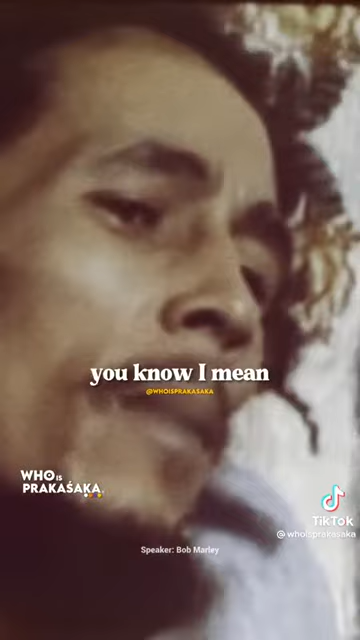 you know I mean
@WHOISPRAKASAKA
WHO IS
PRAKAŚAKA
TikTok
@whoisprakasaka
Speaker: Bob Marley